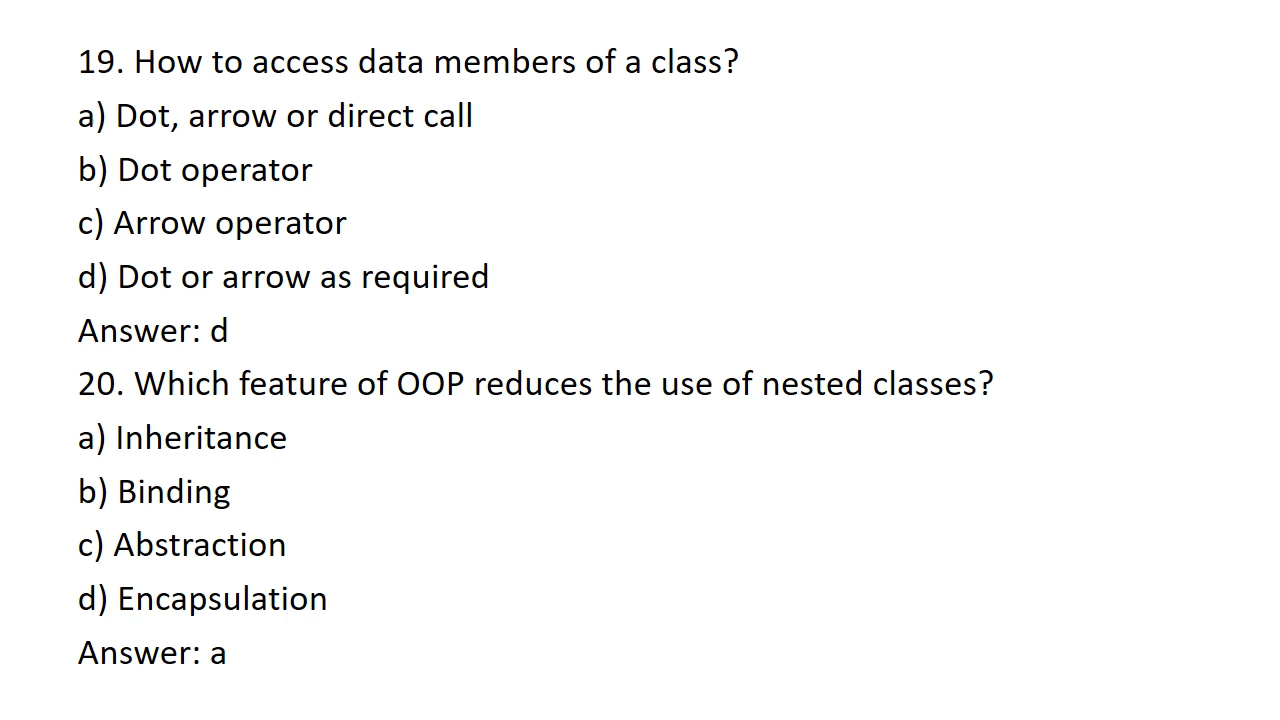 19. How to access data members of a class?
a) Dot, arrow or direct call
b) Dot operator
c) Arrow operator
d) Dot or arrow as required
Answer: d
20. Which feature of OOP reduces the use of nested classes?
a) Inheritance
b) Binding
c) Abstraction
d) Encapsulation
Answer: a